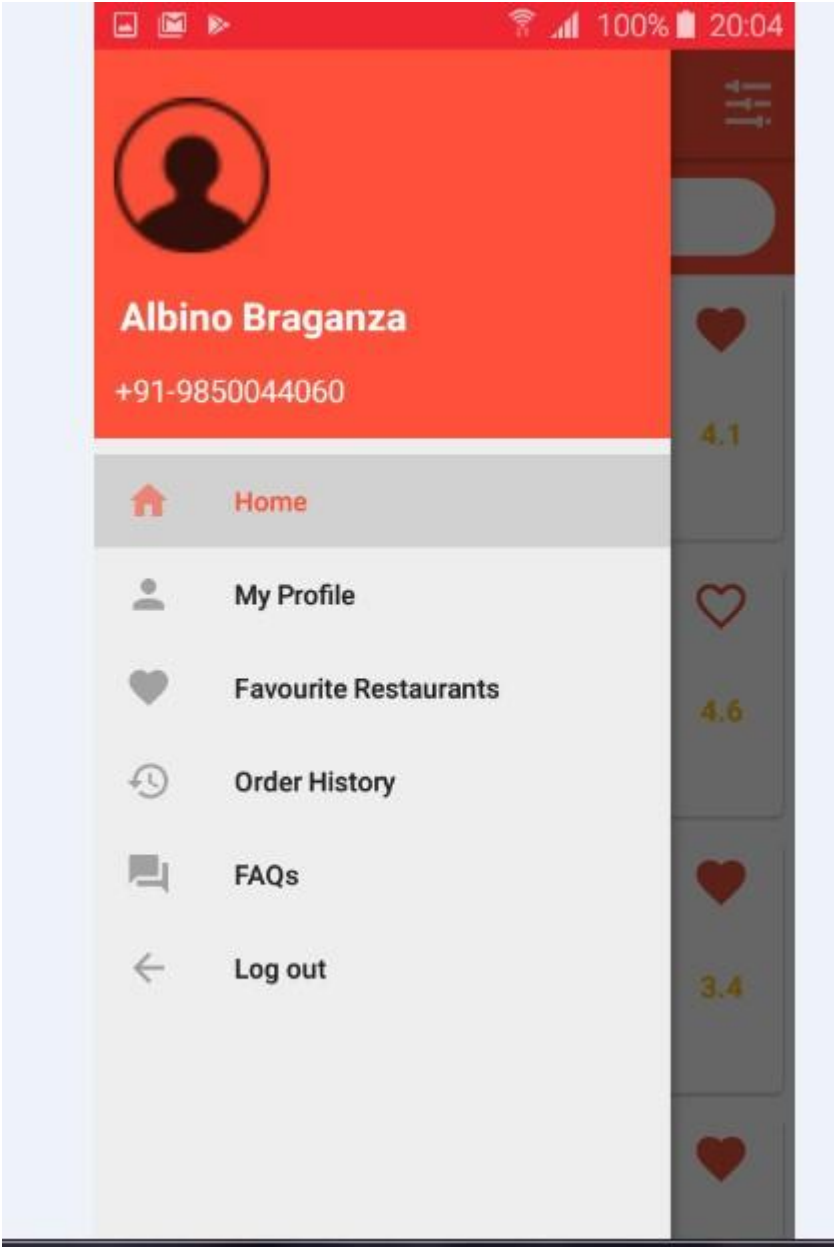 100% 20:04
Albino Braganza
+91-9850044060
4.1
Home
My Profile
Favourite Restaurants
4.6
Order History
FAQs
Log out
3.4